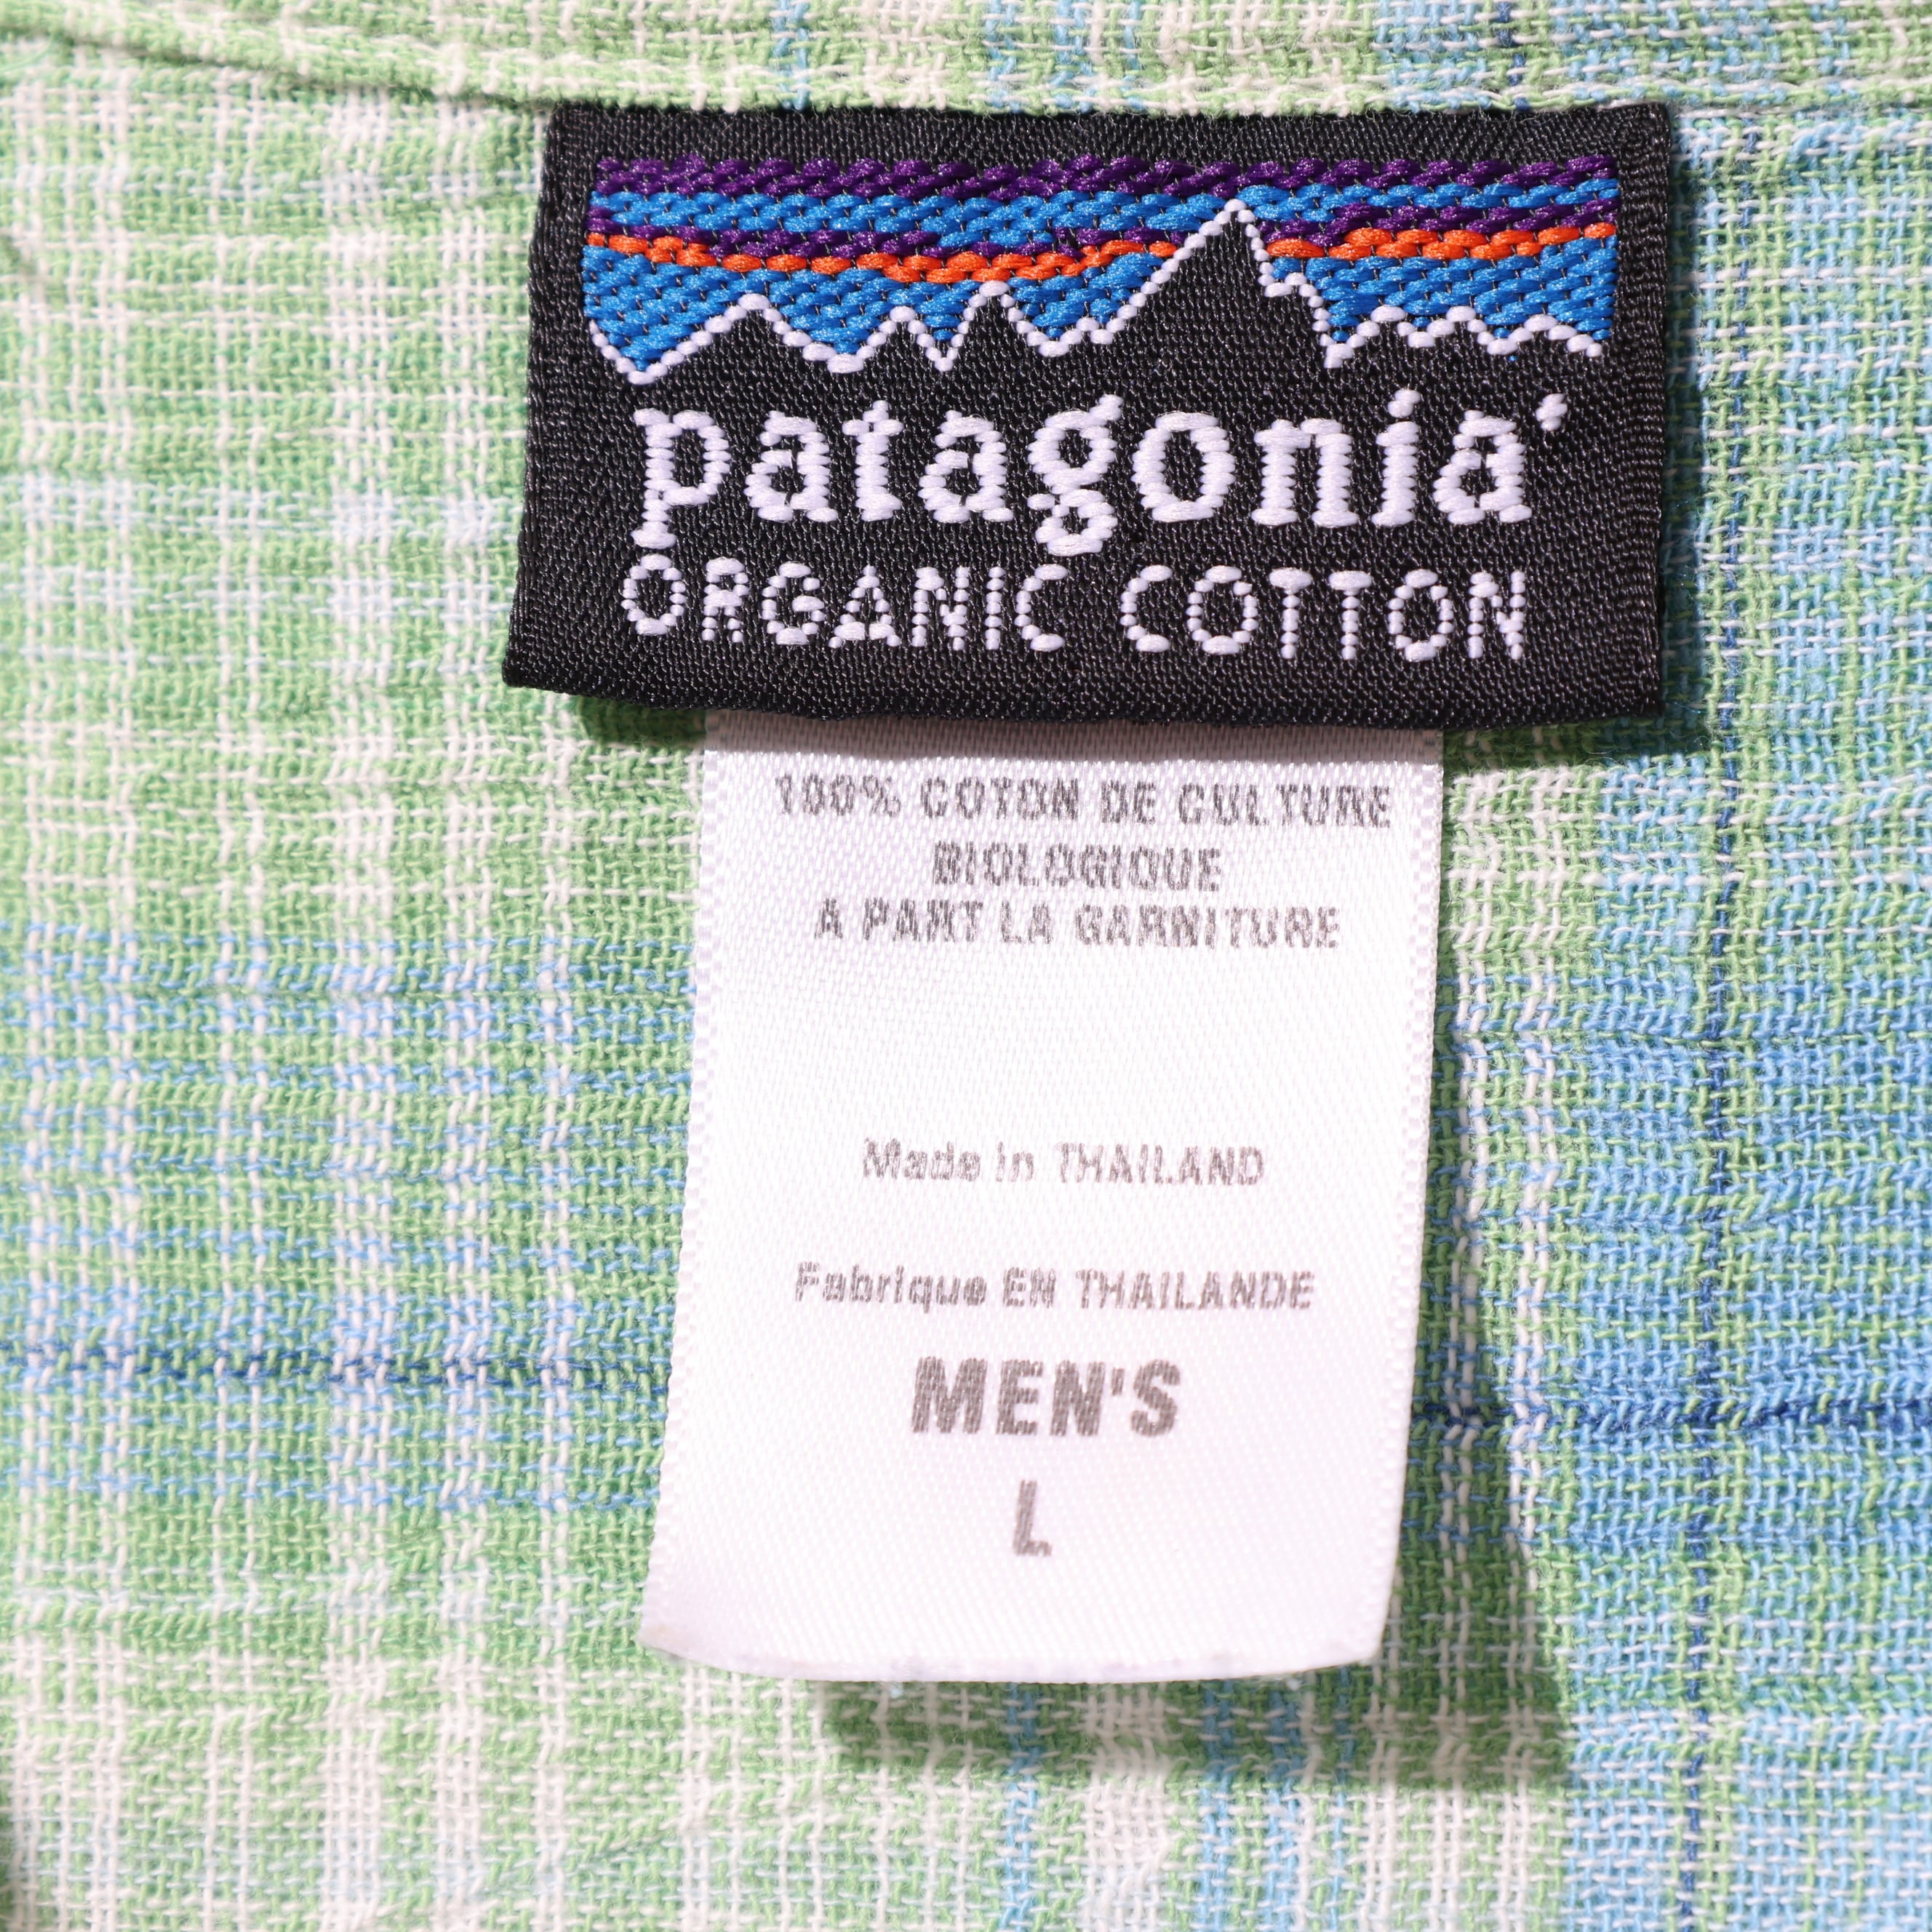 patagonia
ORGANIC COTTON
100% COTON DE CULTURE
BIOLOGIQUE
A PART LA GARNITURE
Made in THAILAND
Fabrique EN THAILANDE
MEN'S
L